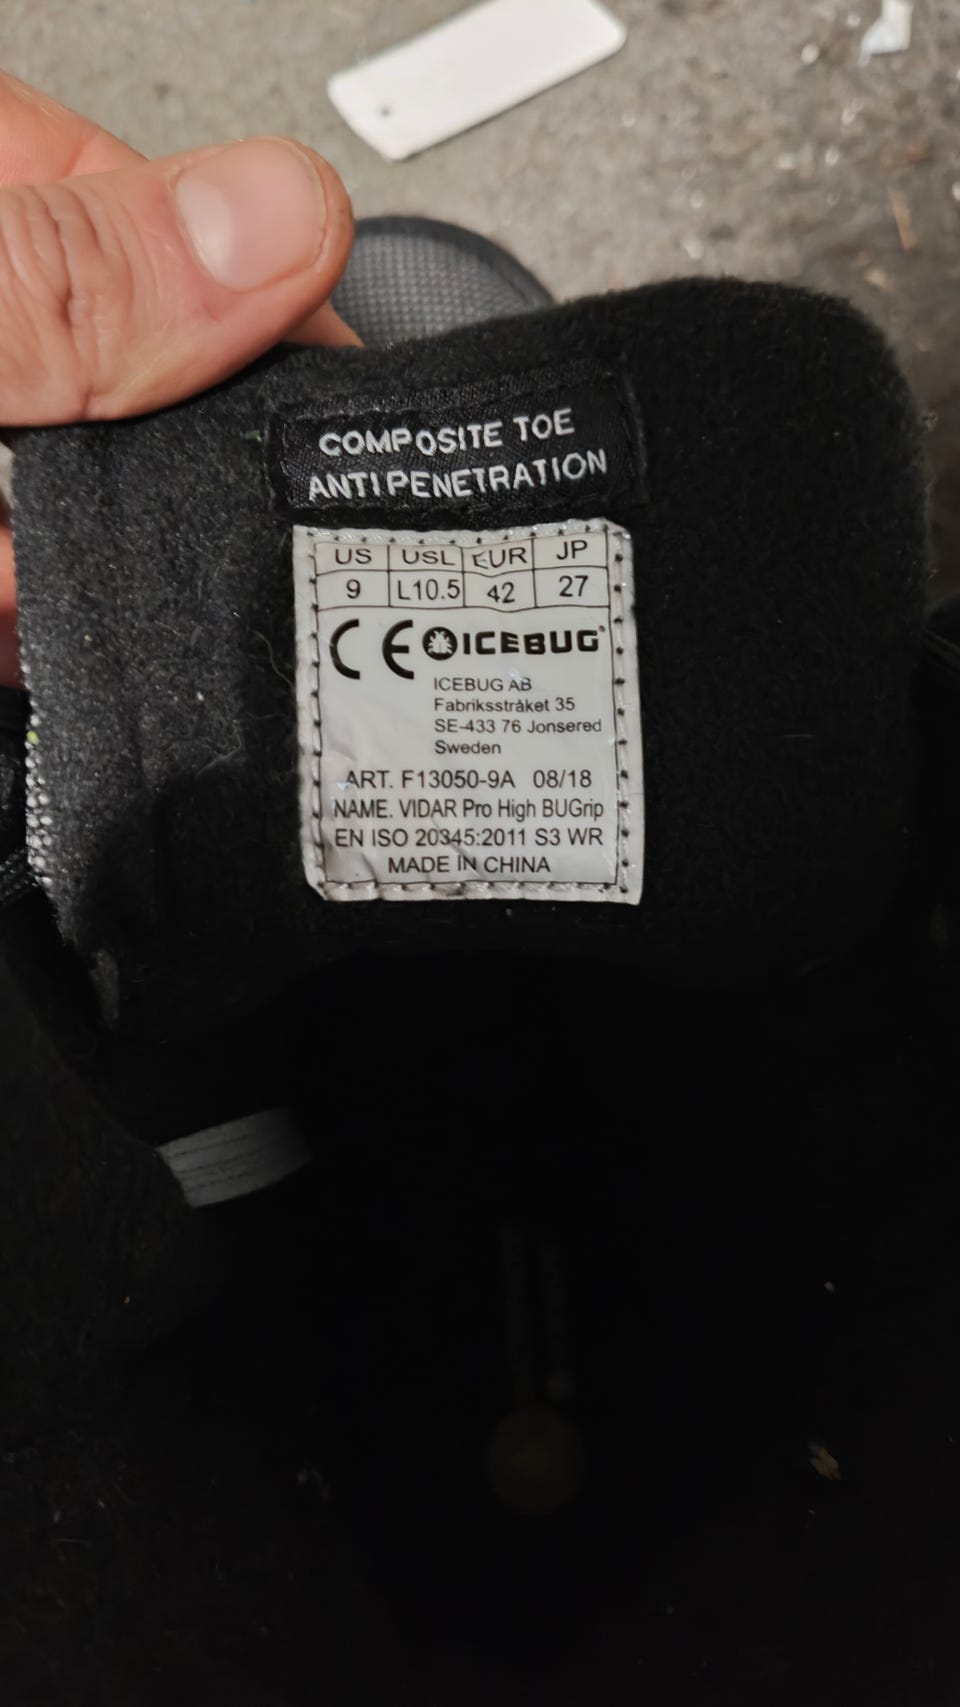 COMPOSITE TOE
ANTI PENETRATION
US USL EUR JP
9 L10.5 42 27
CE ICEBUG®
ICEBUG AB
Fabriksstråket 35
SE-433 76 Jonsered
Sweden
ART. F13050-9A 08/18
NAME. VIDAR Pro High BUGrip
EN ISO 20345:2011 S3 WR
MADE IN CHINA